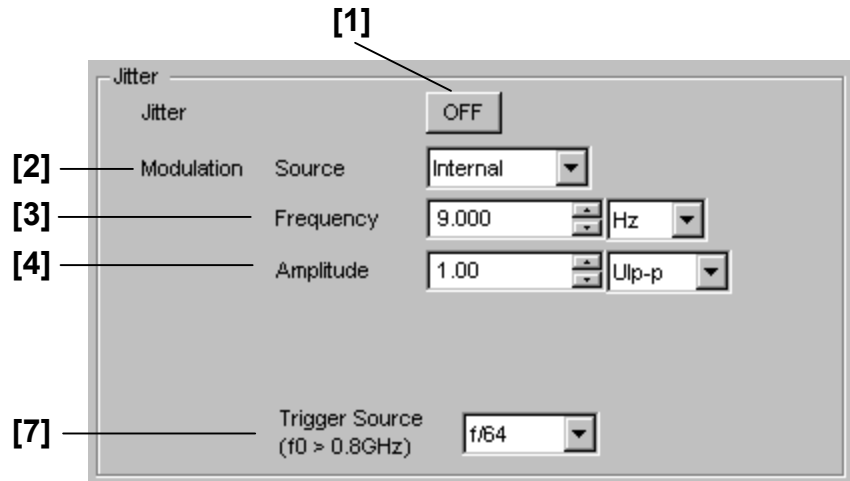 [1]
Jitter
Jitter OFF
[2] Modulation Source Internal
[3] Frequency 9.000 Hz
[4] Amplitude 1.00 UIp-p
[7] Trigger Source f/64
(f0 > 0.8GHz)